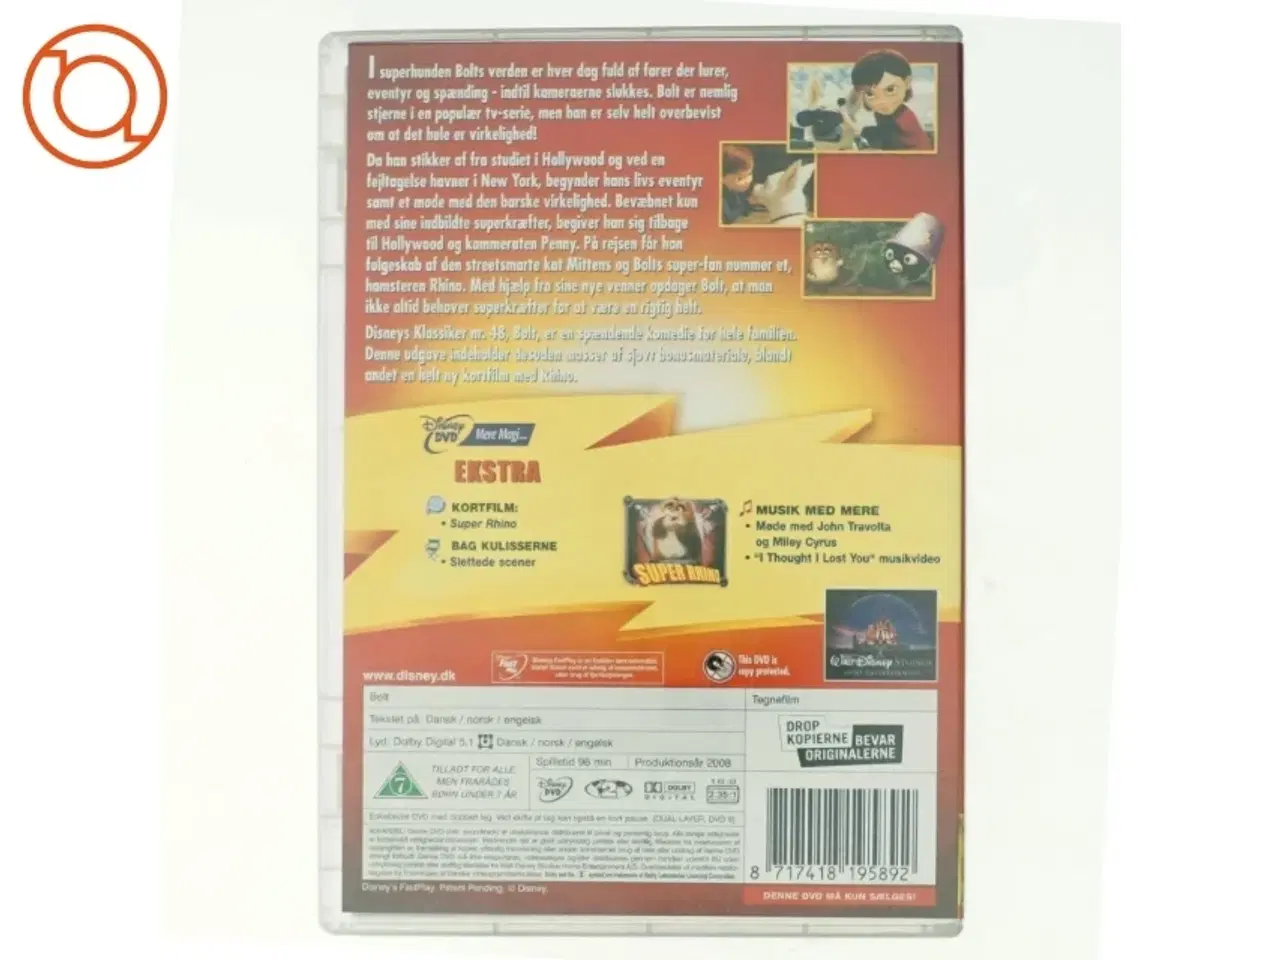 I superhunden Bolts verden er hver dag fuld af farer der lurer,
eventyr og spænding - indtil kameraerne slukkes. Bolt er nemlig
stjerne i en populær tv-serie, men han er selv helt overbevist
om at det hele er virkelighed!
Da han stikker af fra studiet i Hollywood og ved en
fejltagelse havner i New York, begynder hans livs eventyr
samt et møde med den barske virkelighed. Bevæbnet kun
med sine indbildte superkræfter, begiver han sig tilbage
til Hollywood og kammeraten Penny. På rejsen får han
følgeskab af den streetsmarte kat Mittens og Bolts super-fan nummer et,
hamsteren Rhino. Med hjælp fra sine nye venner opdager Bolt, at man
ikke altid behøver superkræfter for at være en rigtig helt.
Disneys Klassiker nr. 48, Bolt, er en spændende komedie for hele familien.
Denne udgave indeholder desuden masser af sjovt bonusmateriale, blandt
andet en helt ny kortfilm med Rhino.
Disney DVD Mere Magi...
EKSTRA
KORTFILM:
• Super Rhino
BAG KULISSERNE
• Slettede scener
SUPER RHINO
MUSIK MED MERE
• Møde med John Travolta
og Miley Cyrus
• "I Thought I Lost You" musikvideo
WALT DISNEY STUDIOS
www.disney.dk
This DVD is
copy protected.
Bolt
Tegnefilm
Tekstet på: Dansk / norsk / engelsk
Lyd: Dolby Digital 5.1 Dansk / norsk / engelsk
DROP
KOPIERNE BEVAR
ORIGINALERNE
7
TILLADT FOR ALLE
MEN FRARÅDES
BØRN UNDER 7 ÅR
Spilletid 96 min Produktionsår 2008
Disney DVD
DOLBY
DIGITAL
2.35:1
8 717418 195892
Disney's FastPlay. Patent Pending. © Disney.
DENNE DVD MÅ KUN SÆLGES!